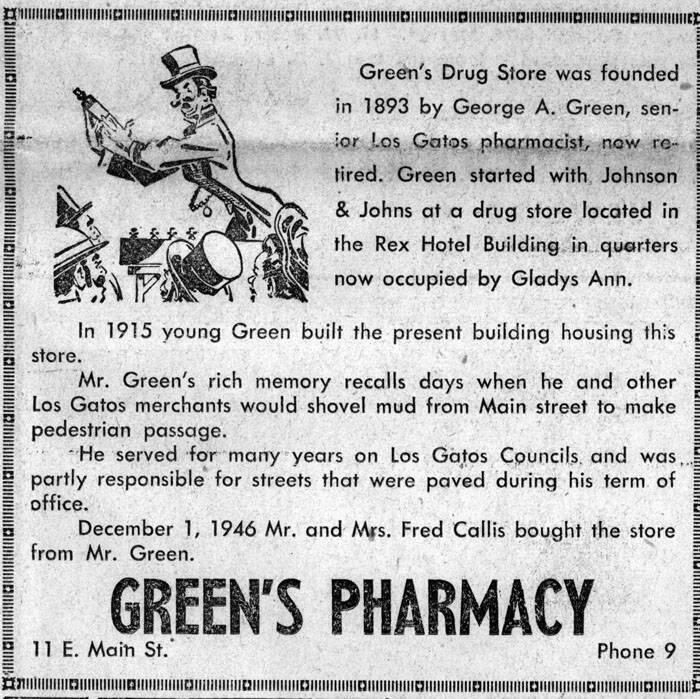 Green's Drug Store was founded
in 1893 by George A. Green, sen-
ior Los Gatos pharmacist, now re-
tired. Green started with Johnson
& Johns at a drug store located in
the Rex Hotel Building in quarters
now occupied by Gladys Ann.
In 1915 young Green built the present building housing this
store.
Mr. Green's rich memory recalls days when he and other
Los Gatos merchants would shovel mud from Main street to make
pedestrian passage.
He served for many years on Los Gatos Councils and was
partly responsible for streets that were paved during his term of
office.
December 1, 1946 Mr. and Mrs. Fred Callis bought the store
from Mr. Green.
GREEN'S PHARMACY
11 E. Main St. Phone 9